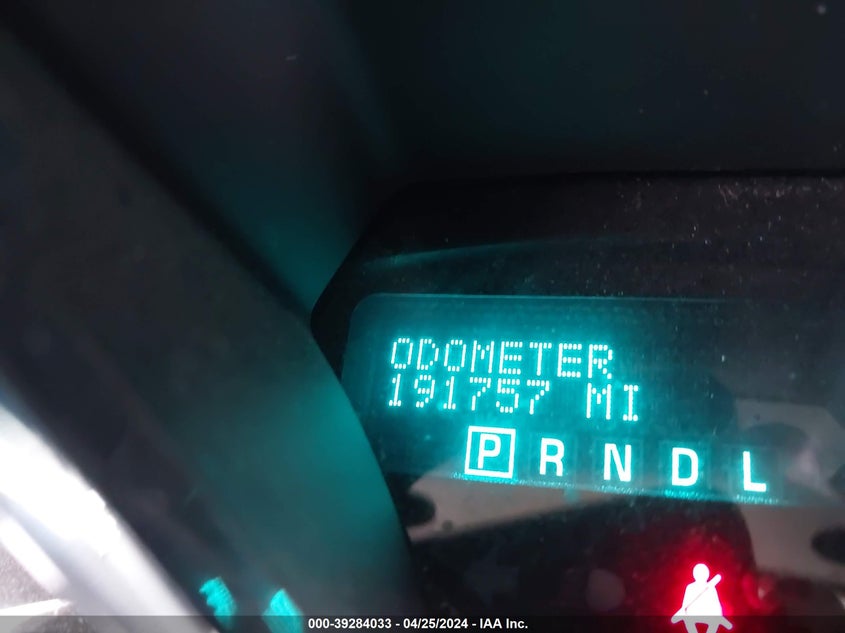 ODOMETER
191757 MI
P R N D L
000-39284033 - 04/25/2024 - IAA Inc.